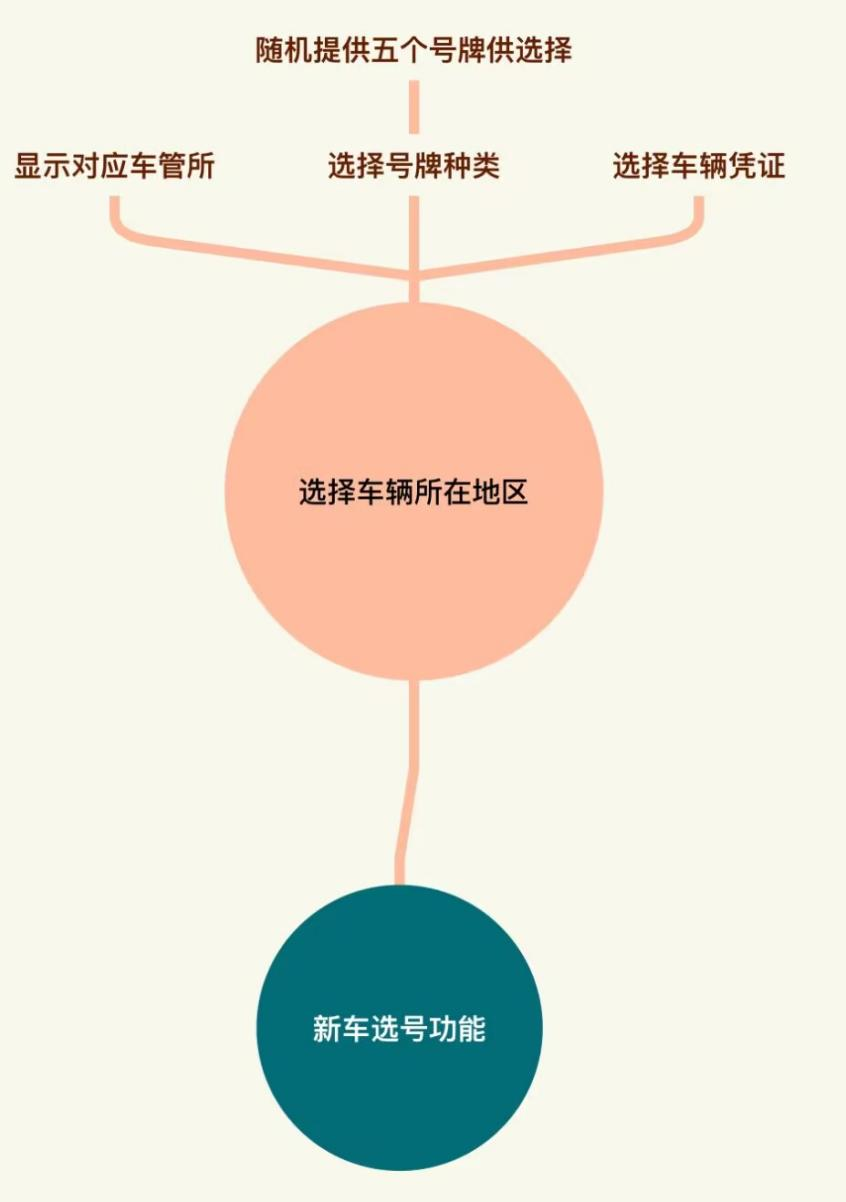 随机提供五个号牌供选择
显示对应车管所
选择号牌种类
选择车辆凭证
选择车辆所在地区
新车选号功能